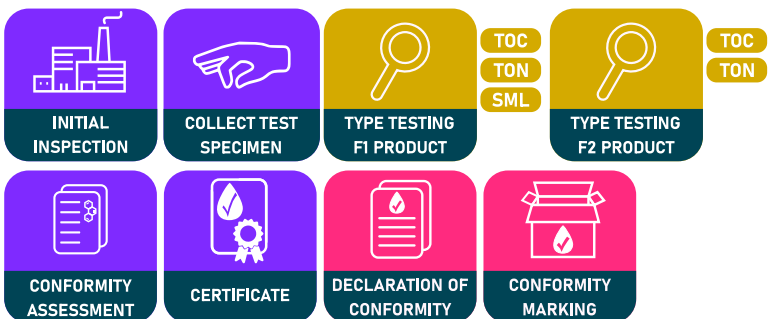 INITIAL
INSPECTION
COLLECT TEST
SPECIMEN
TYPE TESTING
F1 PRODUCT
TOC
TON
SML
TYPE TESTING
F2 PRODUCT
TOC
TON
CONFORMITY
ASSESSMENT
CERTIFICATE
DECLARATION OF
CONFORMITY
CONFORMITY
MARKING